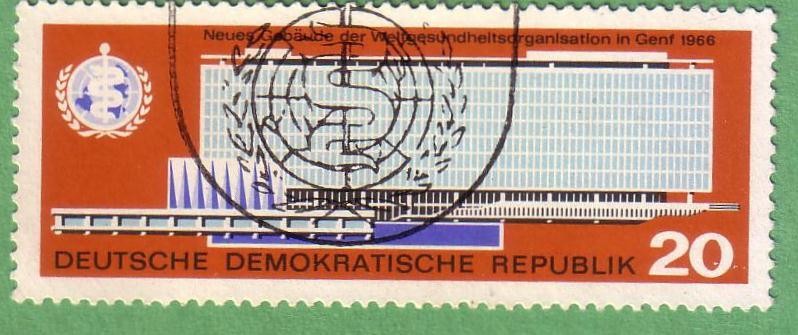 Neues Gebäude der Weltgesundheitsorganisation in Genf 1966
DEUTSCHE DEMOKRATISCHE REPUBLIK 20